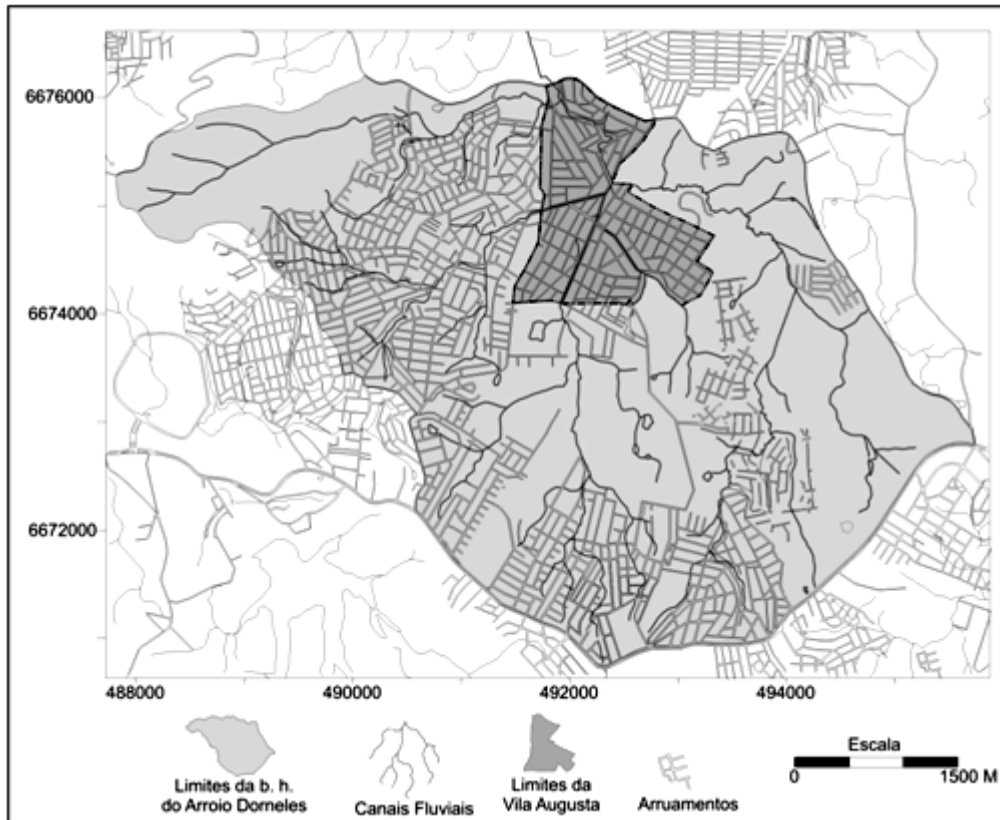 6676000
6674000
6672000
488000
490000
492000
494000
Limites da b. h.
do Arroio Dorneles
Canais Fluviais
Limites da
Vila Augusta
Arruamentos
Escala
0
1500 M